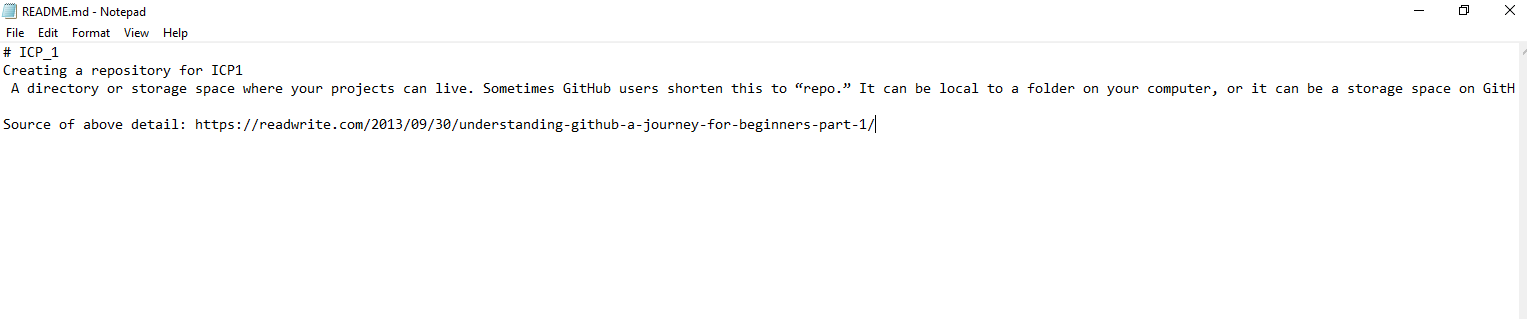 README.md - Notepad
File Edit Format View Help
# ICP_1
Creating a repository for ICP1
A directory or storage space where your projects can live. Sometimes GitHub users shorten this to “repo.” It can be local to a folder on your computer, or it can be a storage space on GitH
Source of above detail: https://readwrite.com/2013/09/30/understanding-github-a-journey-for-beginners-part-1/